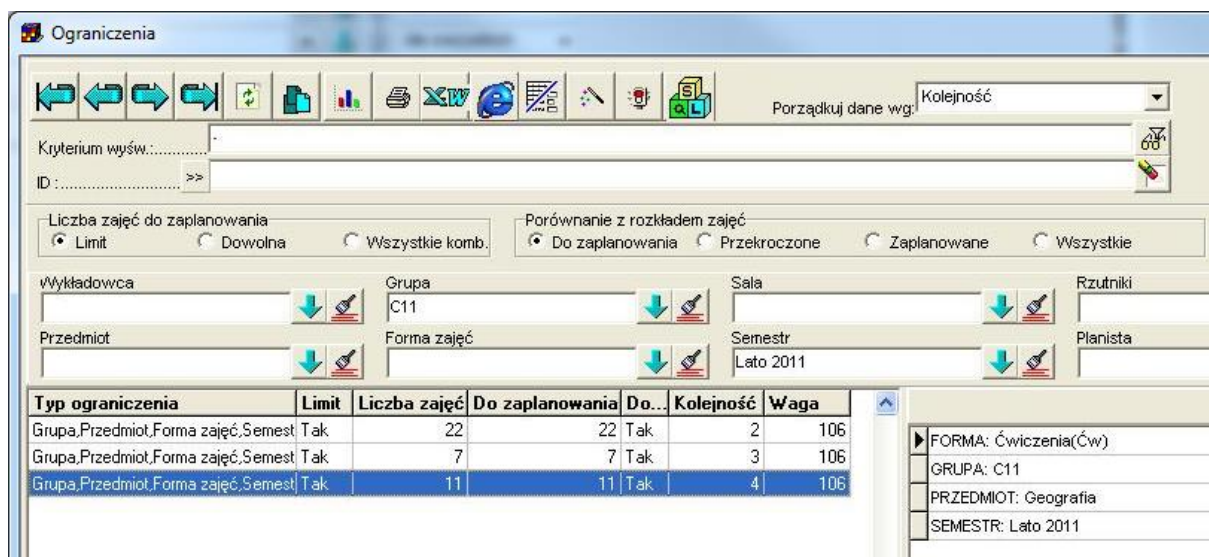 Ograniczenia
Porządkuj dane wg: Kolejność
Kryterium wyśw.:............ -
ID :........................... >>
Liczba zajęć do zaplanowania
Limit Dowolna Wszystkie komb.
Porównanie z rozkładem zajęć
Do zaplanowania Przekroczone Zaplanowane Wszystkie
Wykładowca Grupa Sala Rzutniki
C11
Przedmiot Forma zajęć Semestr Planista
Lato 2011
Typ ograniczenia Limit Liczba zajęć Do zaplanowania Do... Kolejność Waga
Grupa,Przedmiot,Forma zajęć,Semest Tak 22 22 Tak 2 106
Grupa,Przedmiot,Forma zajęć,Semest Tak 7 7 Tak 3 106
Grupa,Przedmiot,Forma zajęć,Semest Tak 11 11 Tak 4 106
FORMA: Ćwiczenia(Ćw)
GRUPA: C11
PRZEDMIOT: Geografia
SEMESTR: Lato 2011